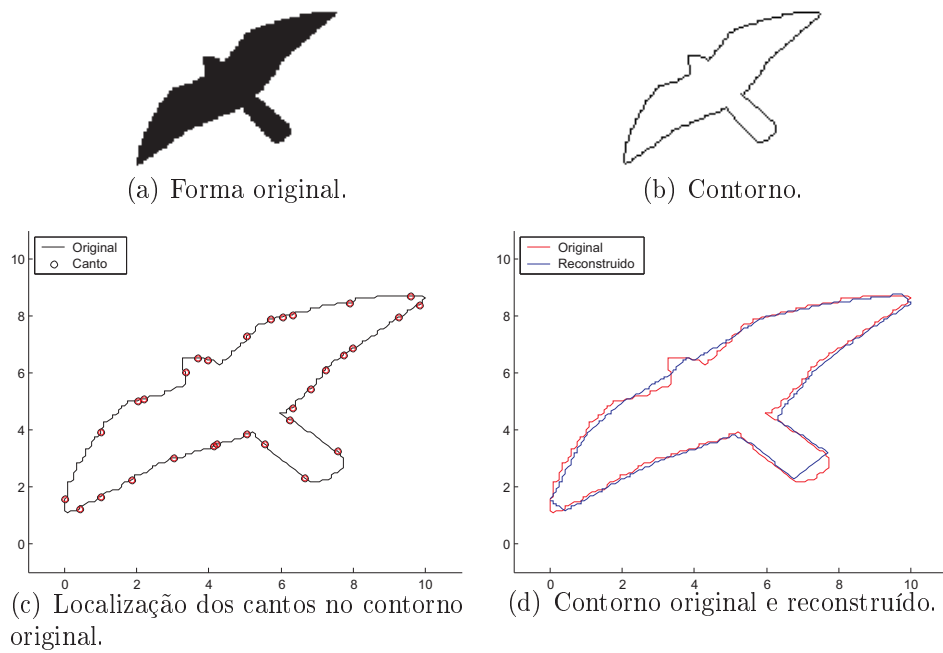 (a) Forma original.
(b) Contorno.
Original
Canto
10
8
6
4
2
0
0 2 4 6 8 10
(c) Localização dos cantos no contorno
original.
Original
Reconstruido
10
8
6
4
2
0
0 2 4 6 8 10
(d) Contorno original e reconstruído.